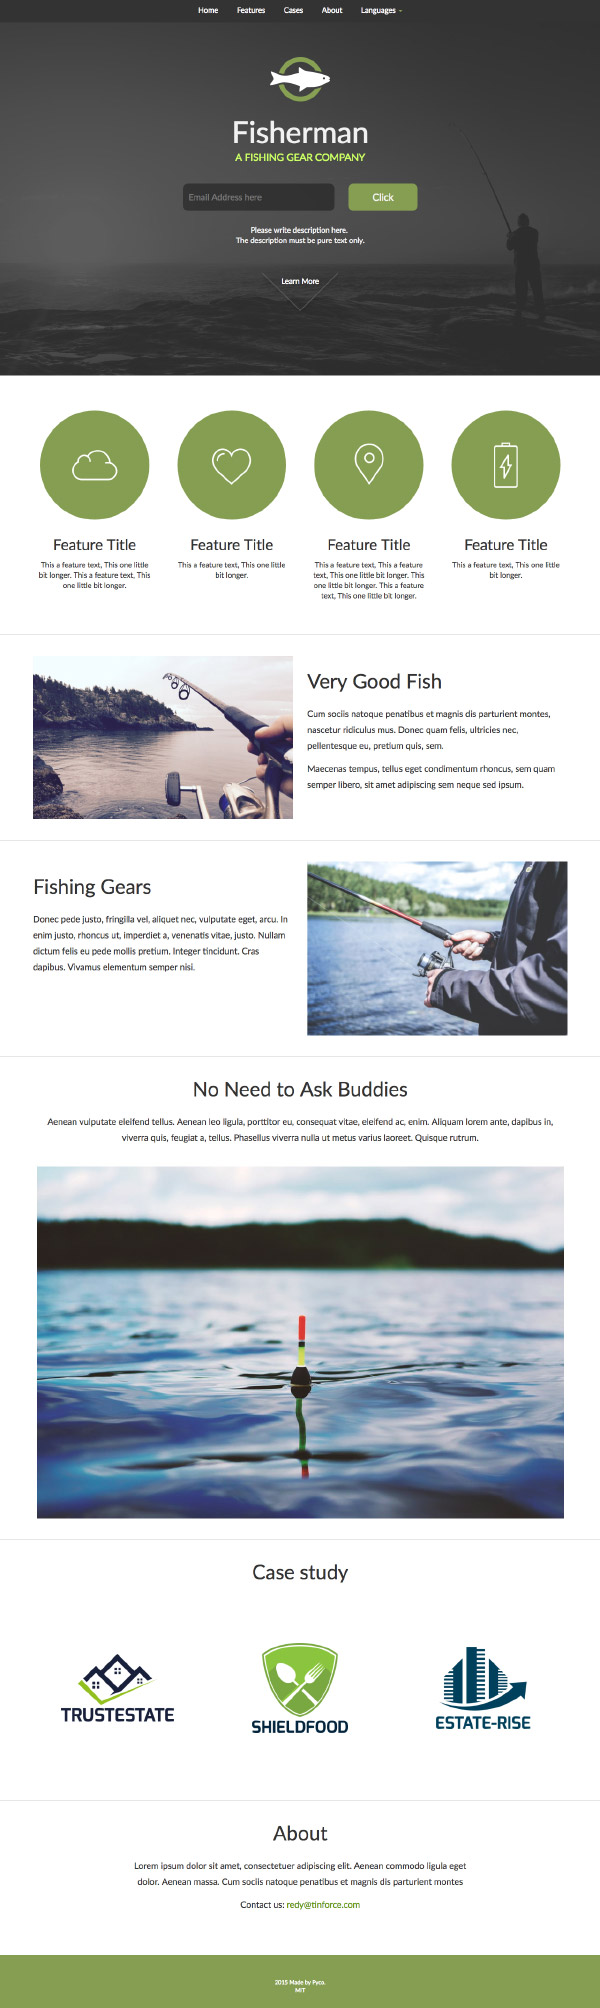 Home Features Cases About Languages
Fisherman
A FISHING GEAR COMPANY
Email Address here Click
Please write description here.
The description must be pure text only.
Learn More
Feature Title
This a feature text, This one little
bit longer. This a feature text, This
one little bit longer.
Feature Title
This a feature text, This one little
bit longer.
Feature Title
This a feature text, This a feature
text, This one little bit longer, This
one little bit longer. This a feature
text, This one little bit longer.
Feature Title
This a feature text, This one little
bit longer.
Very Good Fish
Cum sociis natoque penatibus et magnis dis parturient montes,
nascetur ridiculus mus. Donec quam felis, ultricies nec,
pellentesque eu, pretium quis, sem.
Maecenas tempus, tellus eget condimentum rhoncus, sem quam
semper libero, sit amet adipiscing sem neque sed ipsum.
Fishing Gears
Donec pede justo, fringilla vel, aliquet nec, vulputate eget, arcu. In
enim justo, rhoncus ut, imperdiet a, venenatis vitae, justo. Nullam
dictum felis eu pede mollis pretium. Integer tincidunt. Cras
dapibus. Vivamus elementum semper nisi.
No Need to Ask Buddies
Aenean vulputate eleifend tellus. Aenean leo ligula, porttitor eu, consequat vitae, eleifend ac, enim. Aliquam lorem ante, dapibus in,
viverra quis, feugiat a, tellus. Phasellus viverra nulla ut metus varius laoreet. Quisque rutrum.
Case study
TRUSTESTATE
SHIELDFOOD
ESTATE-RISE
About
Lorem ipsum dolor sit amet, consectetuer adipiscing elit. Aenean commodo ligula eget
dolor. Aenean massa. Cum sociis natoque penatibus et magnis dis parturient montes
Contact us: redy@tinforce.com
2015 Made by Pyco.
MIT